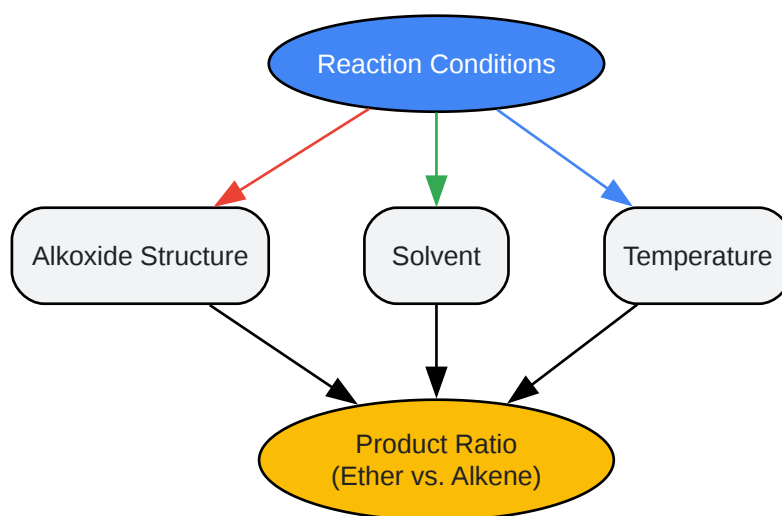 Reaction Conditions
Alkoxide Structure
Solvent
Temperature
Product Ratio
(Ether vs. Alkene)